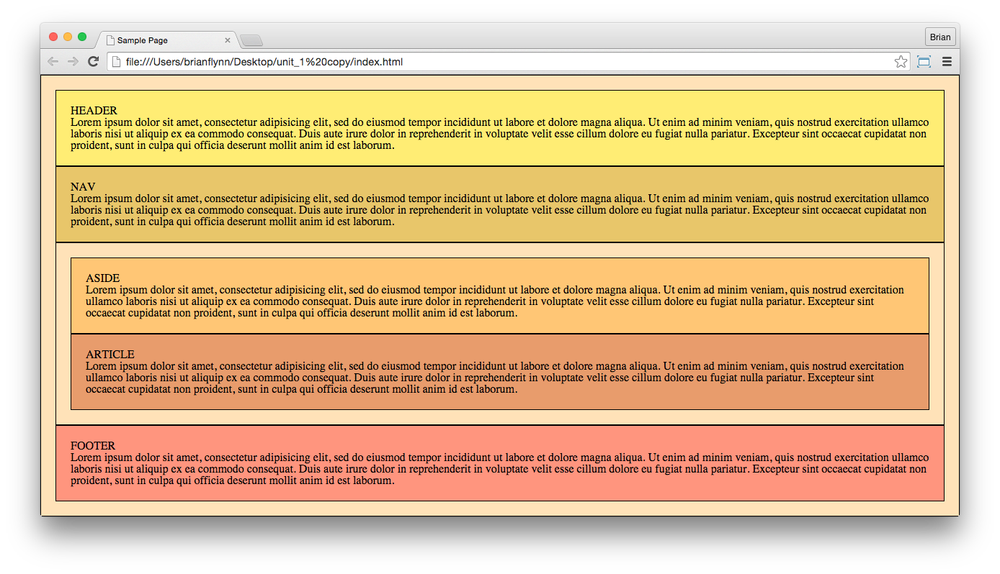 Sample Page
Brian
file:///Users/brianflynn/Desktop/unit_1%20copy/index.html
HEADER
Lorem ipsum dolor sit amet, consectetur adipisicing elit, sed do eiusmod tempor incididunt ut labore et dolore magna aliqua. Ut enim ad minim veniam, quis nostrud exercitation ullamco
laboris nisi ut aliquip ex ea commodo consequat. Duis aute irure dolor in reprehenderit in voluptate velit esse cillum dolore eu fugiat nulla pariatur. Excepteur sint occaecat cupidatat non
proident, sunt in culpa qui officia deserunt mollit anim id est laborum.
NAV
Lorem ipsum dolor sit amet, consectetur adipisicing elit, sed do eiusmod tempor incididunt ut labore et dolore magna aliqua. Ut enim ad minim veniam, quis nostrud exercitation ullamco
laboris nisi ut aliquip ex ea commodo consequat. Duis aute irure dolor in reprehenderit in voluptate velit esse cillum dolore eu fugiat nulla pariatur. Excepteur sint occaecat cupidatat non
proident, sunt in culpa qui officia deserunt mollit anim id est laborum.
ASIDE
Lorem ipsum dolor sit amet, consectetur adipisicing elit, sed do eiusmod tempor incididunt ut labore et dolore magna aliqua. Ut enim ad minim veniam, quis nostrud exercitation
ullamco laboris nisi ut aliquip ex ea commodo consequat. Duis aute irure dolor in reprehenderit in voluptate velit esse cillum dolore eu fugiat nulla pariatur. Excepteur sint
occaecat cupidatat non proident, sunt in culpa qui officia deserunt mollit anim id est laborum.
ARTICLE
Lorem ipsum dolor sit amet, consectetur adipisicing elit, sed do eiusmod tempor incididunt ut labore et dolore magna aliqua. Ut enim ad minim veniam, quis nostrud exercitation
ullamco laboris nisi ut aliquip ex ea commodo consequat. Duis aute irure dolor in reprehenderit in voluptate velit esse cillum dolore eu fugiat nulla pariatur. Excepteur sint
occaecat cupidatat non proident, sunt in culpa qui officia deserunt mollit anim id est laborum.
FOOTER
Lorem ipsum dolor sit amet, consectetur adipisicing elit, sed do eiusmod tempor incididunt ut labore et dolore magna aliqua. Ut enim ad minim veniam, quis nostrud exercitation ullamco
laboris nisi ut aliquip ex ea commodo consequat. Duis aute irure dolor in reprehenderit in voluptate velit esse cillum dolore eu fugiat nulla pariatur. Excepteur sint occaecat cupidatat non
proident, sunt in culpa qui officia deserunt mollit anim id est laborum.